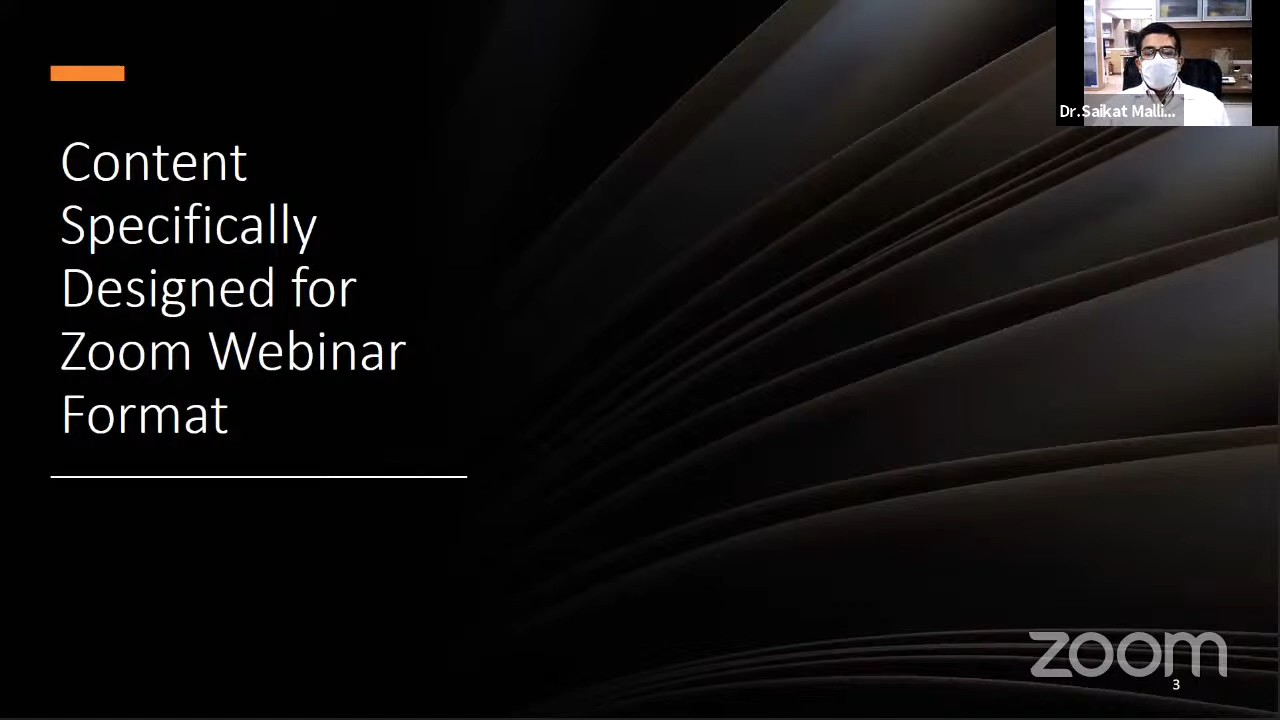 Dr.Saikat Malli...
Content
Specifically
Designed for
Zoom Webinar
Format
zoom
3